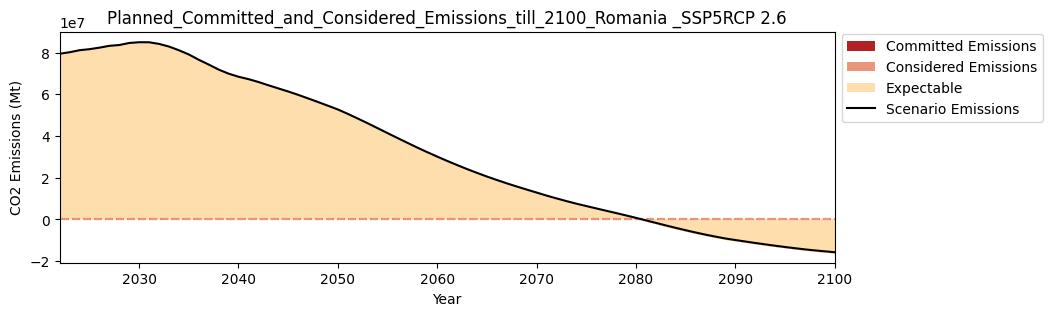 Planned_Committed_and_Considered_Emissions_till_2100_Romania _SSP5RCP 2.6
1e7
8
6
4
2
0
−2
CO2 Emissions (Mt)
2030 2040 2050 2060 2070 2080 2090 2100
Year
Committed Emissions
Considered Emissions
Expectable
Scenario Emissions